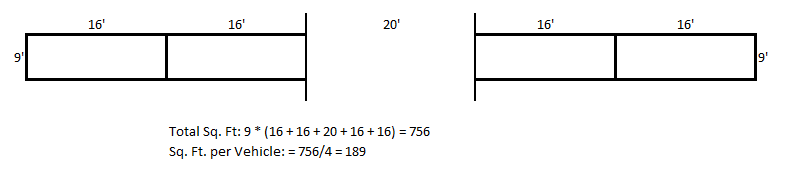 16' 16' 20' 16' 16'
9' 9'
Total Sq. Ft: 9 * (16 + 16 + 20 + 16 + 16) = 756
Sq. Ft. per Vehicle: = 756/4 = 189